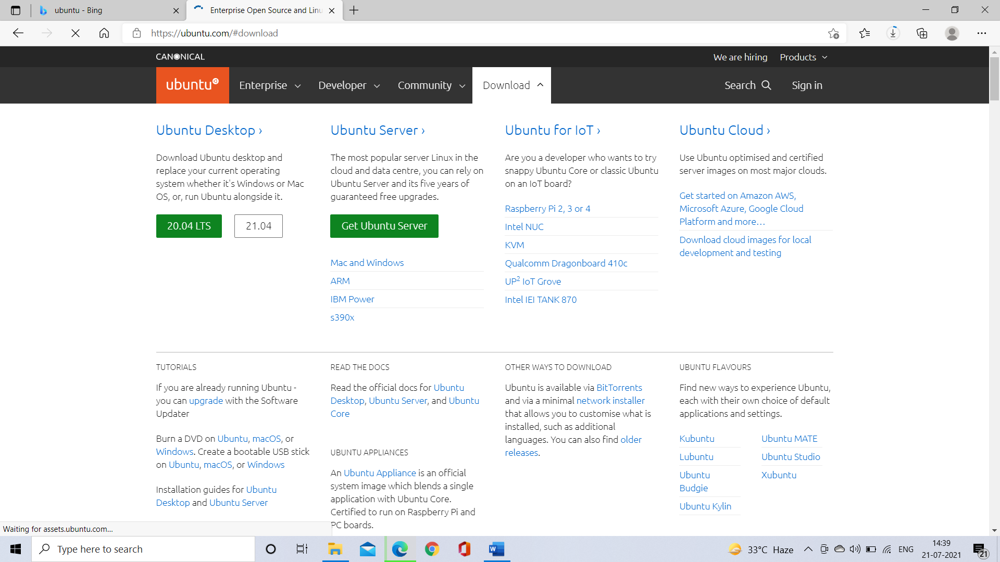 ubuntu - Bing
Enterprise Open Source and Linu
https://ubuntu.com/#download
CANONICAL
We are hiring Products
ubuntu Enterprise Developer Community Download Search Sign in
Ubuntu Desktop ›
Download Ubuntu desktop and
replace your current operating
system whether it's Windows or Mac
OS, or, run Ubuntu alongside it.
20.04 LTS 21.04
Ubuntu Server ›
The most popular server Linux in the
cloud and data centre, you can rely on
Ubuntu Server and its five years of
guaranteed free upgrades.
Get Ubuntu Server
Mac and Windows
ARM
IBM Power
s390x
Ubuntu for IoT ›
Are you a developer who wants to try
snappy Ubuntu Core or classic Ubuntu
on an IoT board?
Raspberry Pi 2, 3 or 4
Intel NUC
KVM
Qualcomm Dragonboard 410c
UP² IoT Grove
Intel IEI TANK 870
Ubuntu Cloud ›
Use Ubuntu optimised and certified
server images on most major clouds.
Get started on Amazon AWS,
Microsoft Azure, Google Cloud
Platform and more…
Download cloud images for local
development and testing
TUTORIALS
If you are already running Ubuntu -
you can upgrade with the Software
Updater
Burn a DVD on Ubuntu, macOS, or
Windows. Create a bootable USB stick
on Ubuntu, macOS, or Windows
Installation guides for Ubuntu
Desktop and Ubuntu Server
READ THE DOCS
Read the official docs for Ubuntu
Desktop, Ubuntu Server, and Ubuntu
Core
UBUNTU APPLIANCES
An Ubuntu Appliance is an official
system image which blends a single
application with Ubuntu Core.
Certified to run on Raspberry Pi and
PC boards.
OTHER WAYS TO DOWNLOAD
Ubuntu is available via BitTorrents
and via a minimal network installer
that allows you to customise what is
installed, such as additional
languages. You can also find older
releases.
UBUNTU FLAVOURS
Find new ways to experience Ubuntu,
each with their own choice of default
applications and settings.
Kubuntu
Lubuntu
Ubuntu
Budgie
Ubuntu Kylin
Ubuntu MATE
Ubuntu Studio
Xubuntu
Waiting for assets.ubuntu.com...
Type here to search
33°C Haze
ENG
14:39
21-07-2021
21